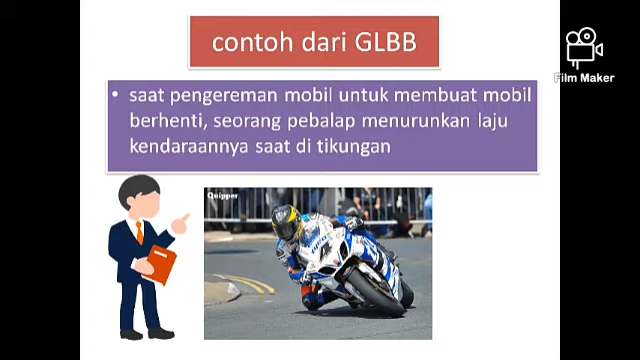 contoh dari GLBB
• saat pengereman mobil untuk membuat mobil
berhenti, seorang pebalap menurunkan laju
kendaraannya saat di tikungan
Film Maker
Quipper
4